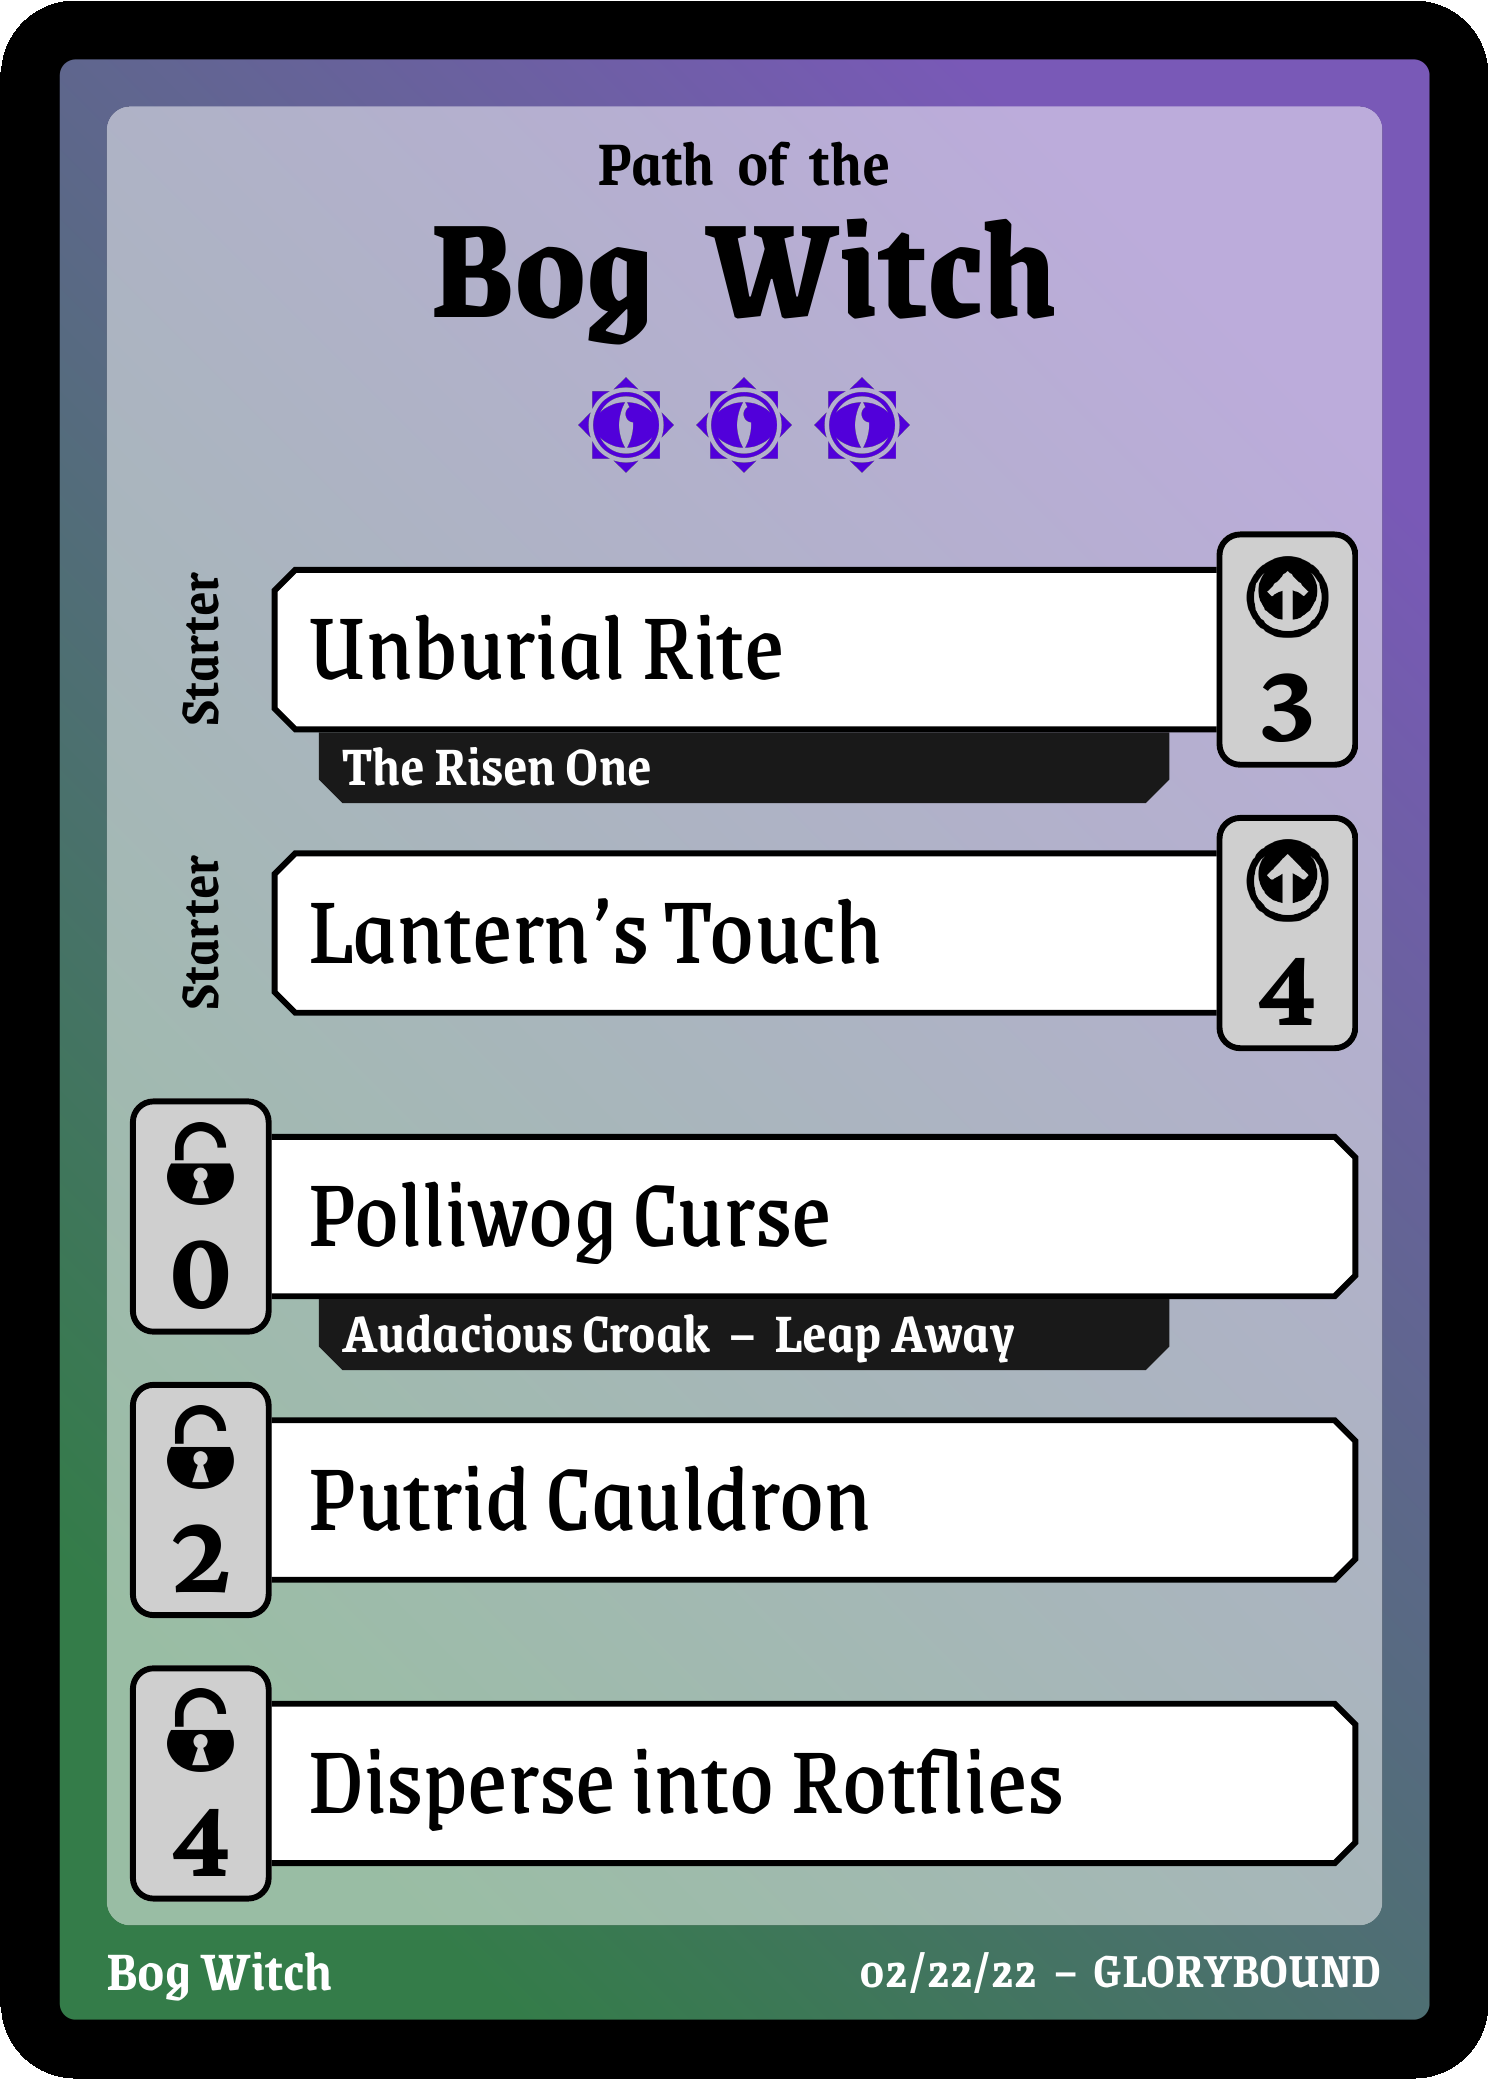 Path of the
Bog Witch
Starter
Unburial Rite
3
The Risen One
Starter
Lantern’s Touch
4
0
Polliwog Curse
Audacious Croak – Leap Away
2
Putrid Cauldron
4
Disperse into Rotflies
Bog Witch
02/22/22 – GLORYBOUND